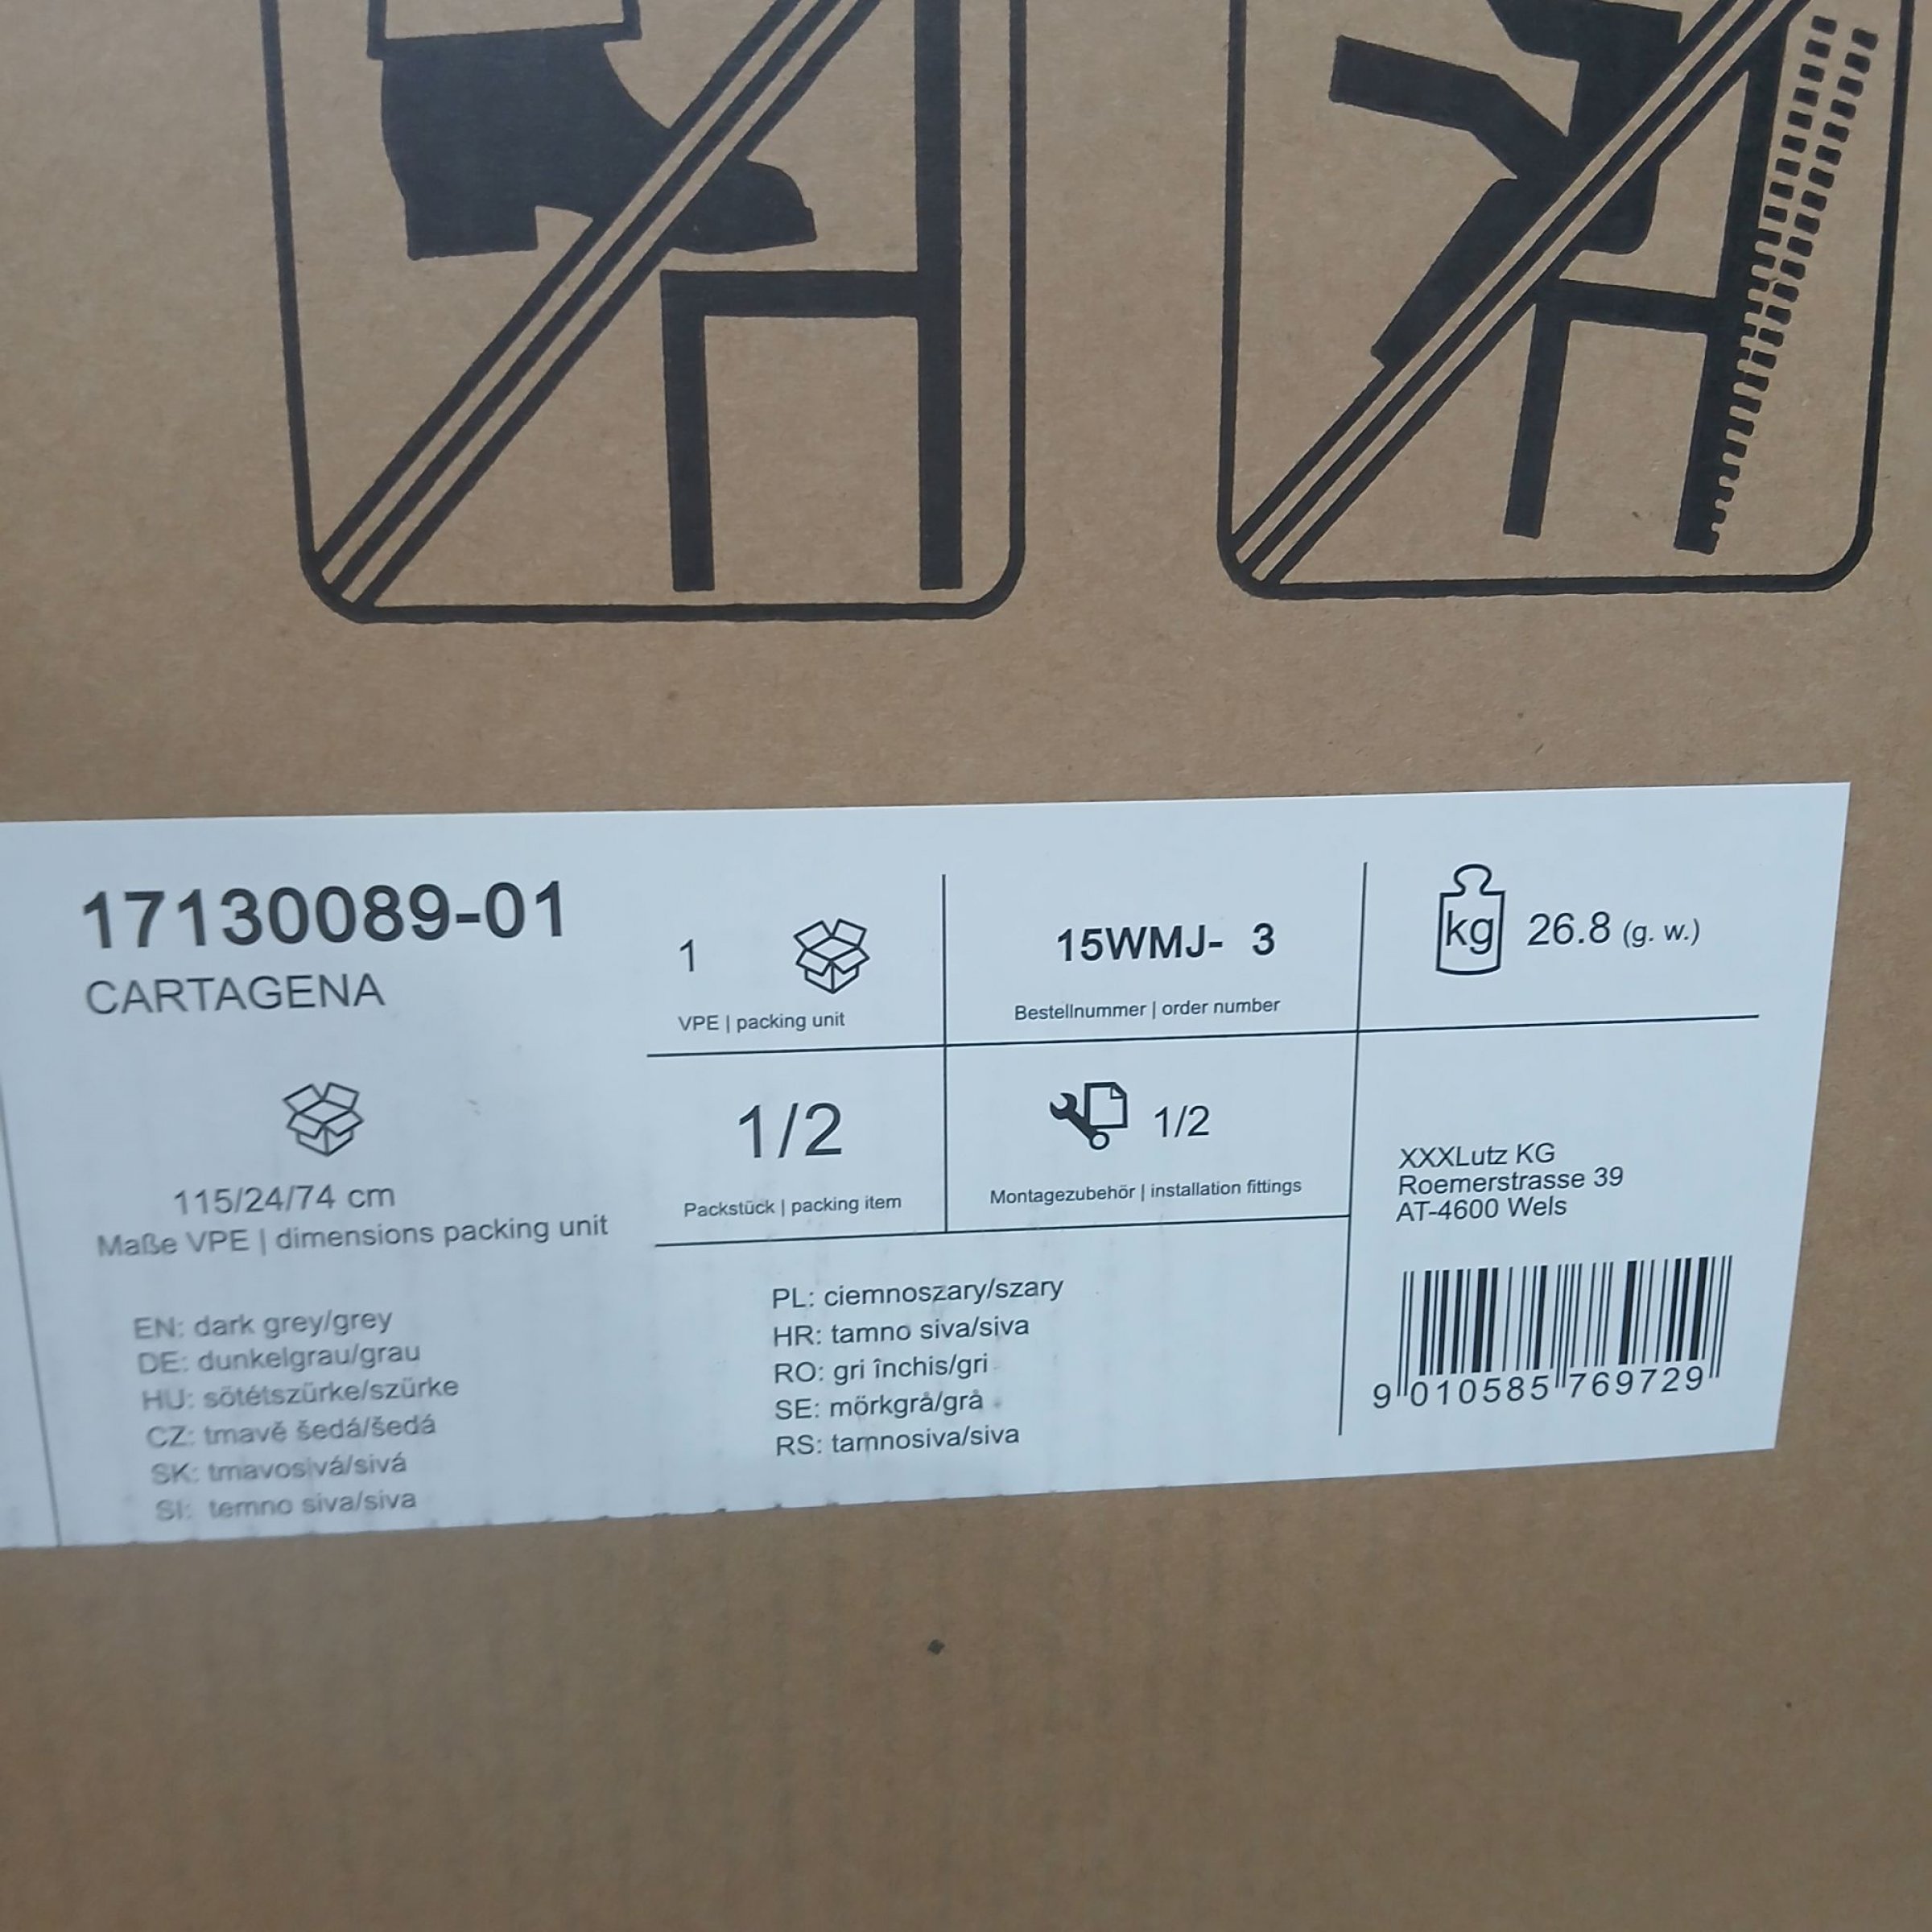 17130089-01
CARTAGENA
115/24/74 cm
Maße VPE | dimensions packing unit
EN: dark grey/grey
DE: dunkelgrau/grau
HU: sötétszürke/szürke
CZ: tmavě šedá/šedá
SK: tmavosivá/sivá
SI: temno siva/siva
1
VPE | packing unit
15WMJ- 3
Bestellnummer | order number
kg 26.8 (g. w.)
1/2
Packstück | packing item
1/2
Montagezubehör | installation fittings
PL: ciemnoszary/szary
HR: tamno siva/siva
RO: gri închis/gri
SE: mörkgrå/grå
RS: tamnosiva/siva
XXXLutz KG
Roemerstrasse 39
AT-4600 Wels
9 010585 769729